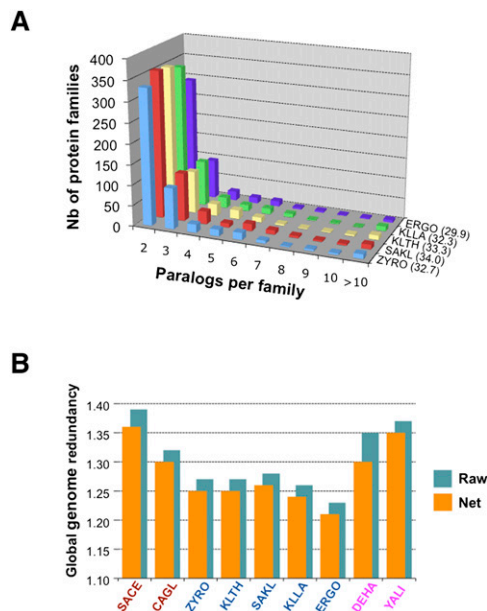 A
Nb of protein families
400
350
300
250
200
150
100
50
0
2 3 4 5 6 7 8 9 10 >10
Paralogs per family
ERGO (29.9)
KLLA (32.3)
KLTH (33.3)
SAKL (34.0)
ZYRO (32.7)
B
Global genome redundancy
1.40
1.35
1.30
1.25
1.20
1.15
1.10
SACE CAGL ZYRO KLTH SAKL KLLA ERGO DEHA YALI
Raw
Net